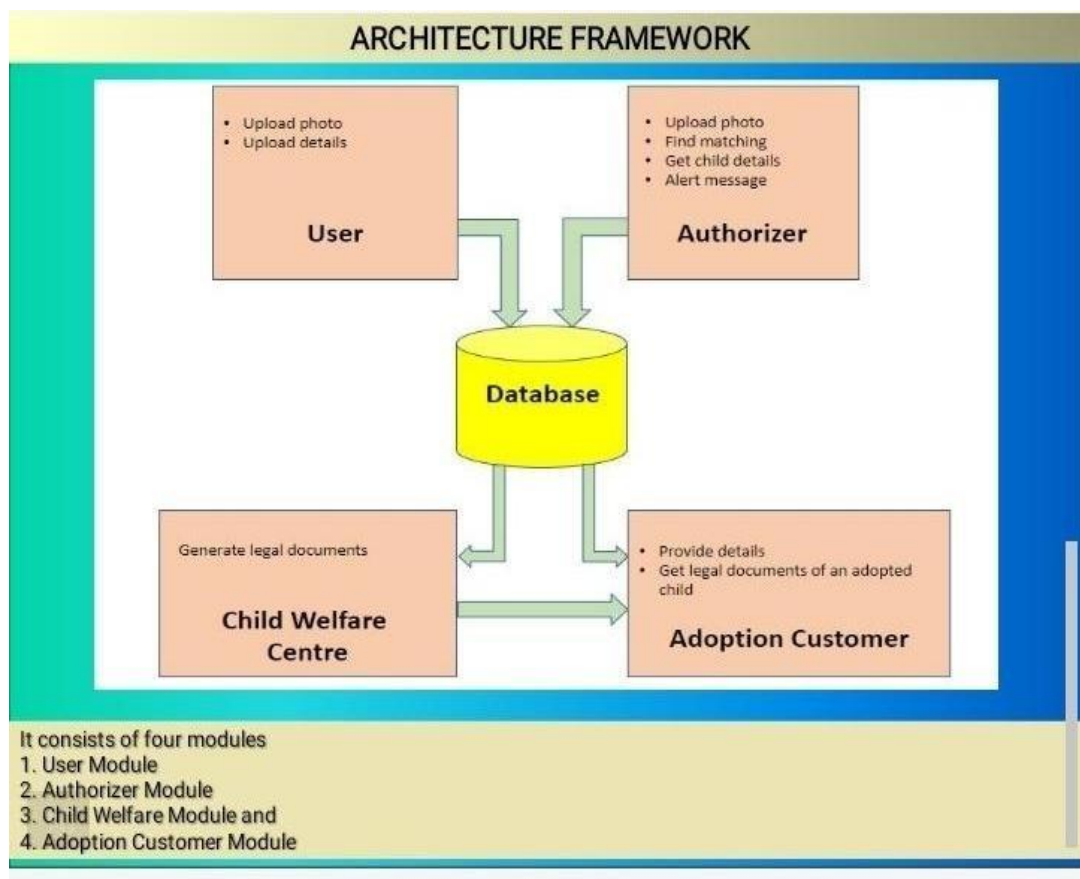 ARCHITECTURE FRAMEWORK
• Upload photo
• Upload details
User
• Upload photo
• Find matching
• Get child details
• Alert message
Authorizer
Database
Generate legal documents
Child Welfare
Centre
• Provide details
• Get legal documents of an adopted
child
Adoption Customer
It consists of four modules
1. User Module
2. Authorizer Module
3. Child Welfare Module and
4. Adoption Customer Module